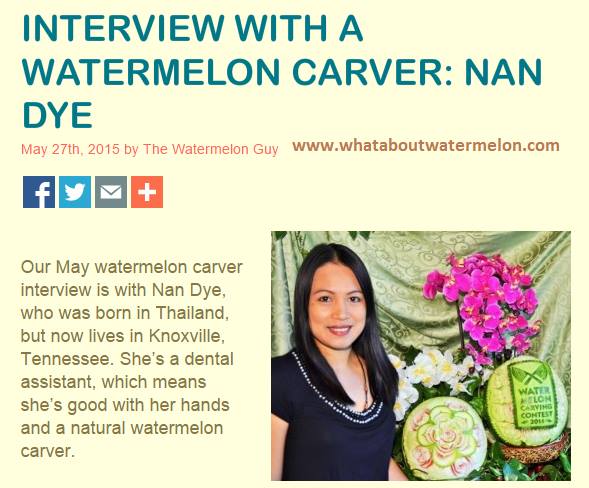 INTERVIEW WITH A
WATERMELON CARVER: NAN
DYE
May 27th, 2015 by The Watermelon Guy
www.whataboutwatermelon.com
Our May watermelon carver
interview is with Nan Dye,
who was born in Thailand,
but now lives in Knoxville,
Tennessee. She's a dental
assistant, which means
she's good with her hands
and a natural watermelon
carver.
WATER
MELON
CARVING
CONTEST
2011